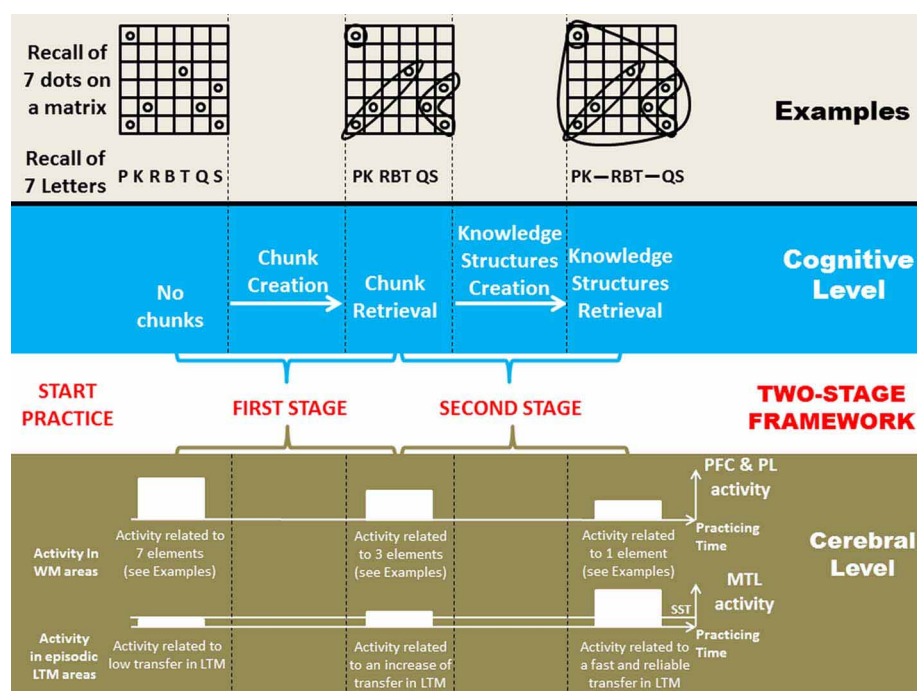 Recall of
7 dots on
a matrix
Examples
Recall of
7 Letters
P K R B T Q S
PK RBT QS
PK—RBT—QS
No
chunks
Chunk
Creation
Chunk
Retrieval
Knowledge
Structures
Creation
Knowledge
Structures
Retrieval
Cognitive
Level
START
PRACTICE
FIRST STAGE
SECOND STAGE
TWO-STAGE
FRAMEWORK
PFC & PL
activity
Practicing
Time
Activity In
WM areas
Activity related to
7 elements
(see Examples)
Activity related
to 3 elements
(see Examples)
Activity related
to 1 element
(see Examples)
Cerebral
Level
MTL
activity
SST
Practicing
Time
Activity
in episodic
LTM areas
Activity related to
low transfer in LTM
Activity related
to an increase of
transfer in LTM
Activity related to
a fast and reliable
transfer in LTM